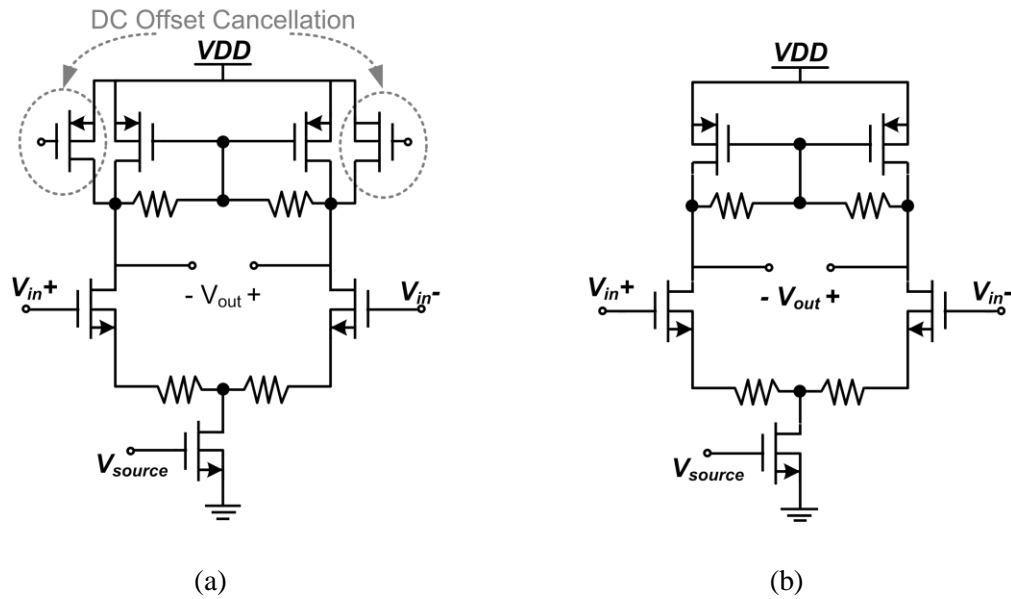 DC Offset Cancellation
VDD
Vin+
- Vout +
Vin-
Vsource
(a)
VDD
Vin+
- Vout +
Vin-
Vsource
(b)